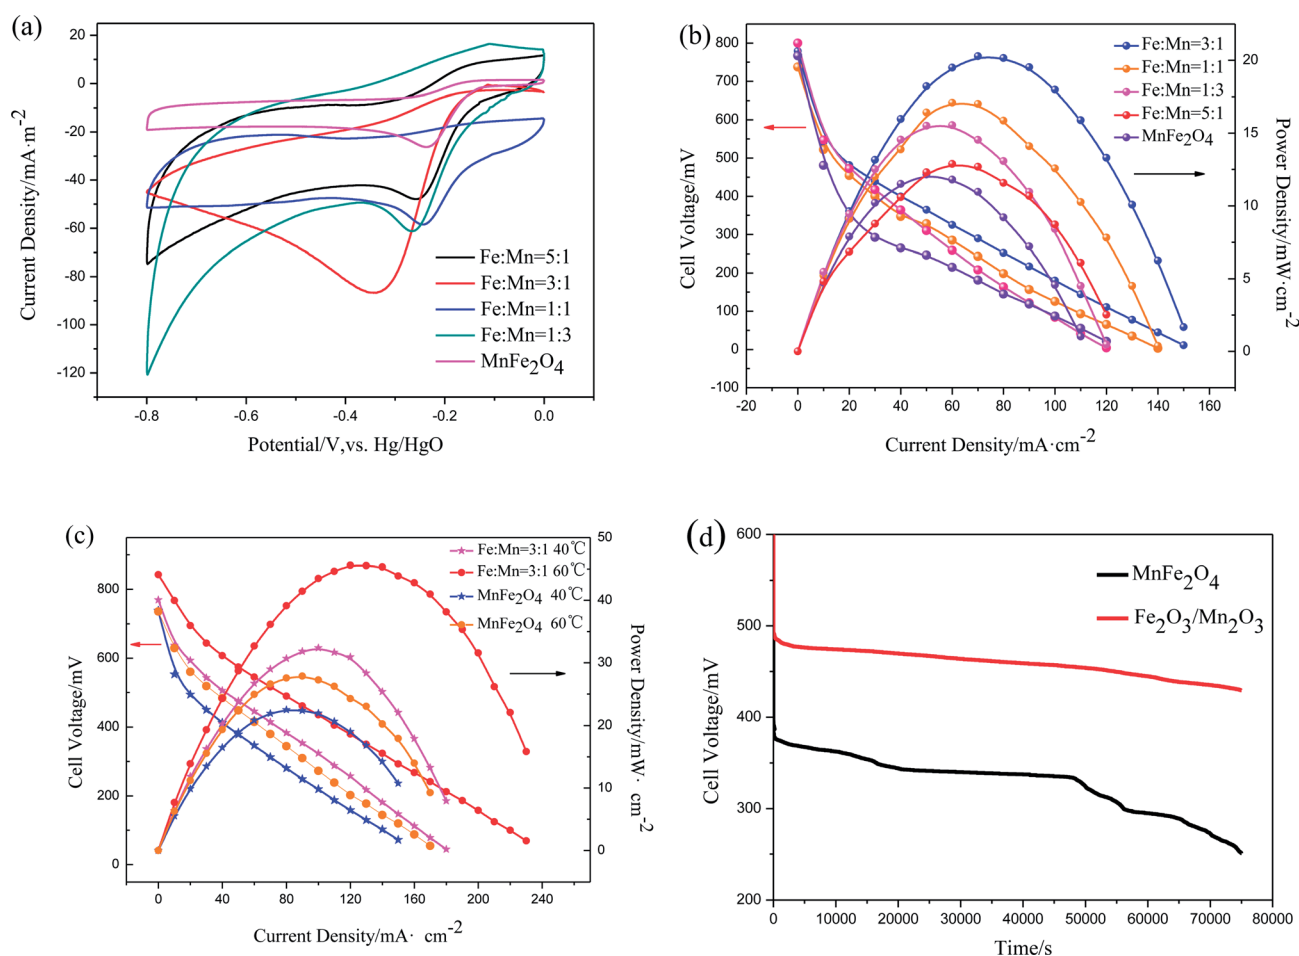 (a)
20
0
-20
-40
-60
-80
-100
-120
Current Density/mA·m⁻²
Fe:Mn=5:1
Fe:Mn=3:1
Fe:Mn=1:1
Fe:Mn=1:3
MnFe₂O₄
-0.8 -0.6 -0.4 -0.2 0.0
Potential/V,vs. Hg/HgO
(b)
800
700
600
500
400
300
200
100
0
-100
Cell Voltage/mV
Fe:Mn=3:1
Fe:Mn=1:1
Fe:Mn=1:3
Fe:Mn=5:1
MnFe₂O₄
20
15
10
5
0
Power Density/mW·cm⁻²
-20 0 20 40 60 80 100 120 140 160
Current Density/mA·cm⁻²
(c)
800
600
400
200
0
Cell Voltage/mV
Fe:Mn=3:1 40℃
Fe:Mn=3:1 60℃
MnFe₂O₄ 40℃
MnFe₂O₄ 60℃
50
40
30
20
10
0
Power Density/mW· cm⁻²
0 40 80 120 160 200 240
Current Density/mA· cm⁻²
(d)
600
500
400
300
200
Cell Voltage/mV
MnFe₂O₄
Fe₂O₃/Mn₂O₃
0 10000 20000 30000 40000 50000 60000 70000 80000
Time/s